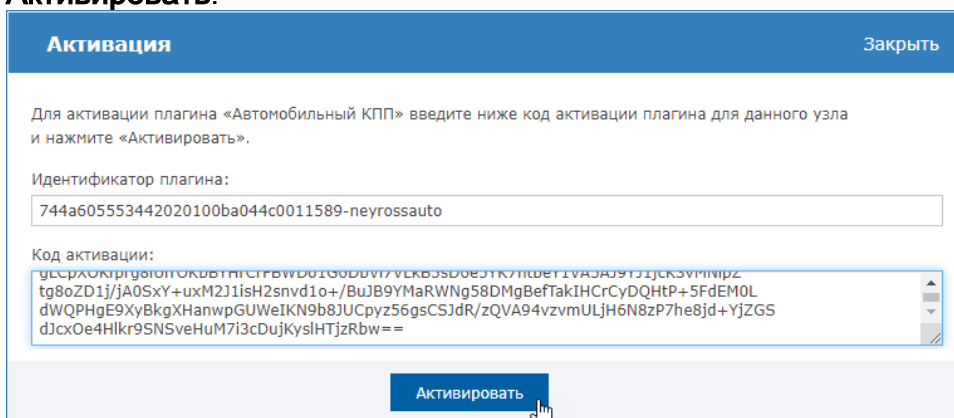 Активировать.
Активация
Закрыть
Для активации плагина «Автомобильный КПП» введите ниже код активации плагина для данного узла
и нажмите «Активировать».
Идентификатор плагина:
744a605553442020100ba044c0011589-neyrossauto
Код активации:
tg8oZD1j/jA0SxY+uxM2J1isH2snvd1o+/BuJB9YMaRWNg58DMgBefTakIHCrCyDQHtP+5FdEM0L
dWQPHgE9XyBkgXHanwpGUWeIKN9b8JUCpyz56gsCSJdR/zQVA94vzvmULjH6N8zP7he8jd+YjZGS
dJcxOe4Hlkr9SNSveHuM7i3cDujKyslHTjzRbw==
Активировать